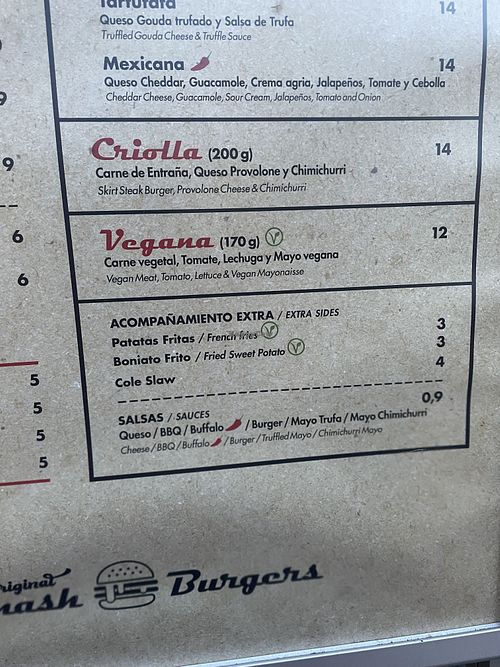 Tartufata 14
Queso Gouda trufado y Salsa de Trufa
Truffled Gouda Cheese & Truffle Sauce
Mexicana 14
Queso Cheddar, Guacamole, Crema agria, Jalapeños, Tomate y Cebolla
Cheddar Cheese, Guacamole, Sour Cream, Jalapeños, Tomato and Onion
9
Criolla (200 g) 14
Carne de Entraña, Queso Provolone y Chimichurri
9
Skirt Steak Burger, Provolone Cheese & Chimichurri
6
Vegana (170 g) V 12
Carne vegetal, Tomate, Lechuga y Mayo vegana
6
Vegan Meat, Tomato, Lettuce & Vegan Mayonaisse
ACOMPAÑAMIENTO EXTRA / EXTRA SIDES
Patatas Fritas / French fries V 3
Boniato Frito / Fried Sweet Potato V 3
Cole Slaw 4
5
SALSAS / SAUCES 0,9
5
Queso / BBQ / Buffalo / Burger / Mayo Trufa / Mayo Chimichurri
5
Cheese / BBQ / Buffalo / Burger / Truffled Mayo / Chimichurri Mayo
5
riginal
mash Burgers